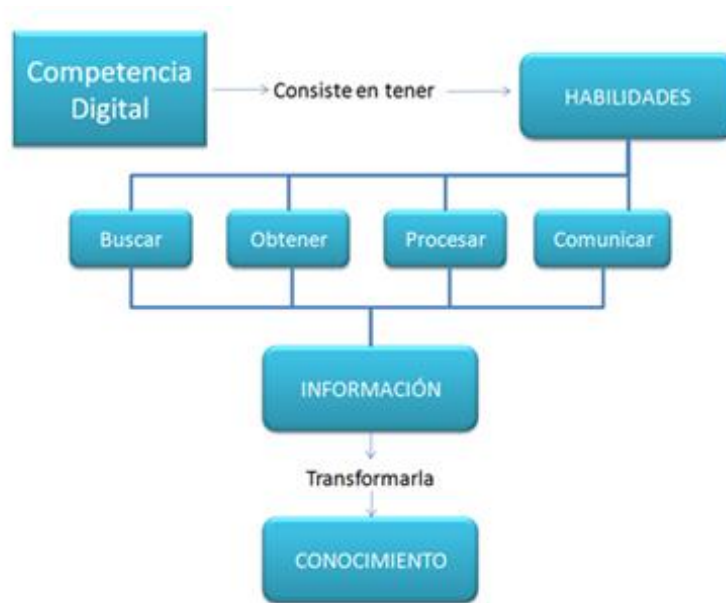 Competencia
Digital
Consiste en tener
HABILIDADES
Buscar
Obtener
Procesar
Comunicar
INFORMACIÓN
Transformarla
CONOCIMIENTO